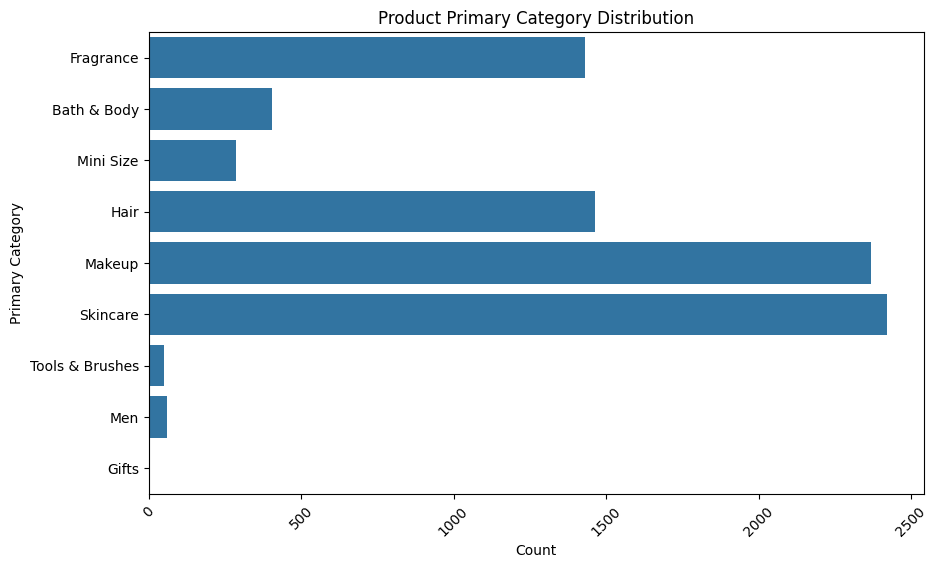 Product Primary Category Distribution
Primary Category
Fragrance
Bath & Body
Mini Size
Hair
Makeup
Skincare
Tools & Brushes
Men
Gifts
0 500 1000 1500 2000 2500
Count